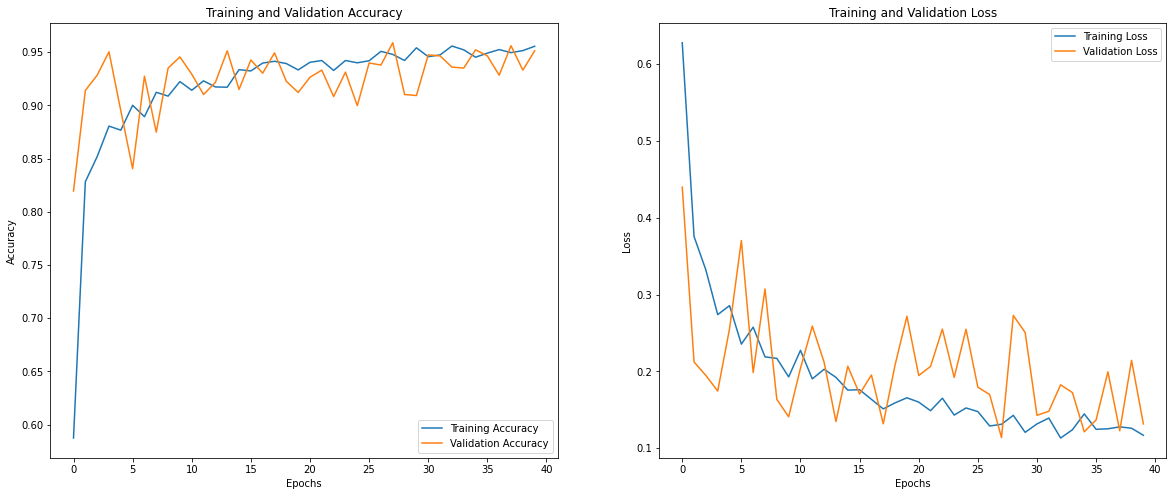 Training and Validation Accuracy
Accuracy
0.95
0.90
0.85
0.80
0.75
0.70
0.65
0.60
Training Accuracy
Validation Accuracy
0 5 10 15 20 25 30 35 40
Epochs
Training and Validation Loss
Loss
Training Loss
Validation Loss
0.6
0.5
0.4
0.3
0.2
0.1
0 5 10 15 20 25 30 35 40
Epochs